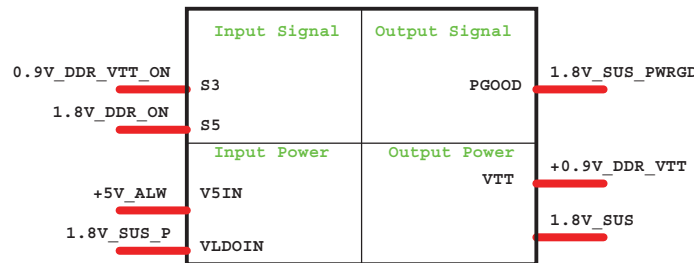 Input Signal
Output Signal
0.9V_DDR_VTT_ON
S3
PGOOD
1.8V_SUS_PWRGD
1.8V_DDR_ON
S5
Input Power
Output Power
+0.9V_DDR_VTT
VTT
+5V_ALW
V5IN
1.8V_SUS
1.8V_SUS_P
VLDOIN